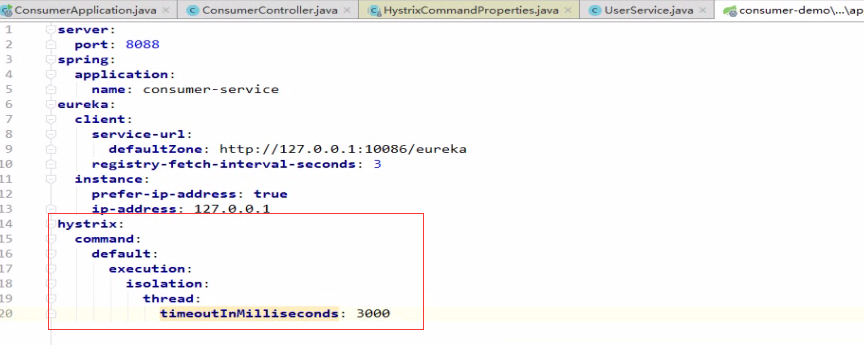 ConsumerApplication.java × ConsumerController.java × HystrixCommandProperties.java × UserService.java × consumer-demo\...\ap
1 server:
2 port: 8088
3 spring:
4 application:
5 name: consumer-service
6 eureka:
7 client:
8 service-url:
9 defaultZone: http://127.0.0.1:10086/eureka
10 registry-fetch-interval-seconds: 3
11 instance:
12 prefer-ip-address: true
13 ip-address: 127.0.0.1
14 hystrix:
15 command:
16 default:
17 execution:
18 isolation:
19 thread:
20 timeoutInMilliseconds: 3000